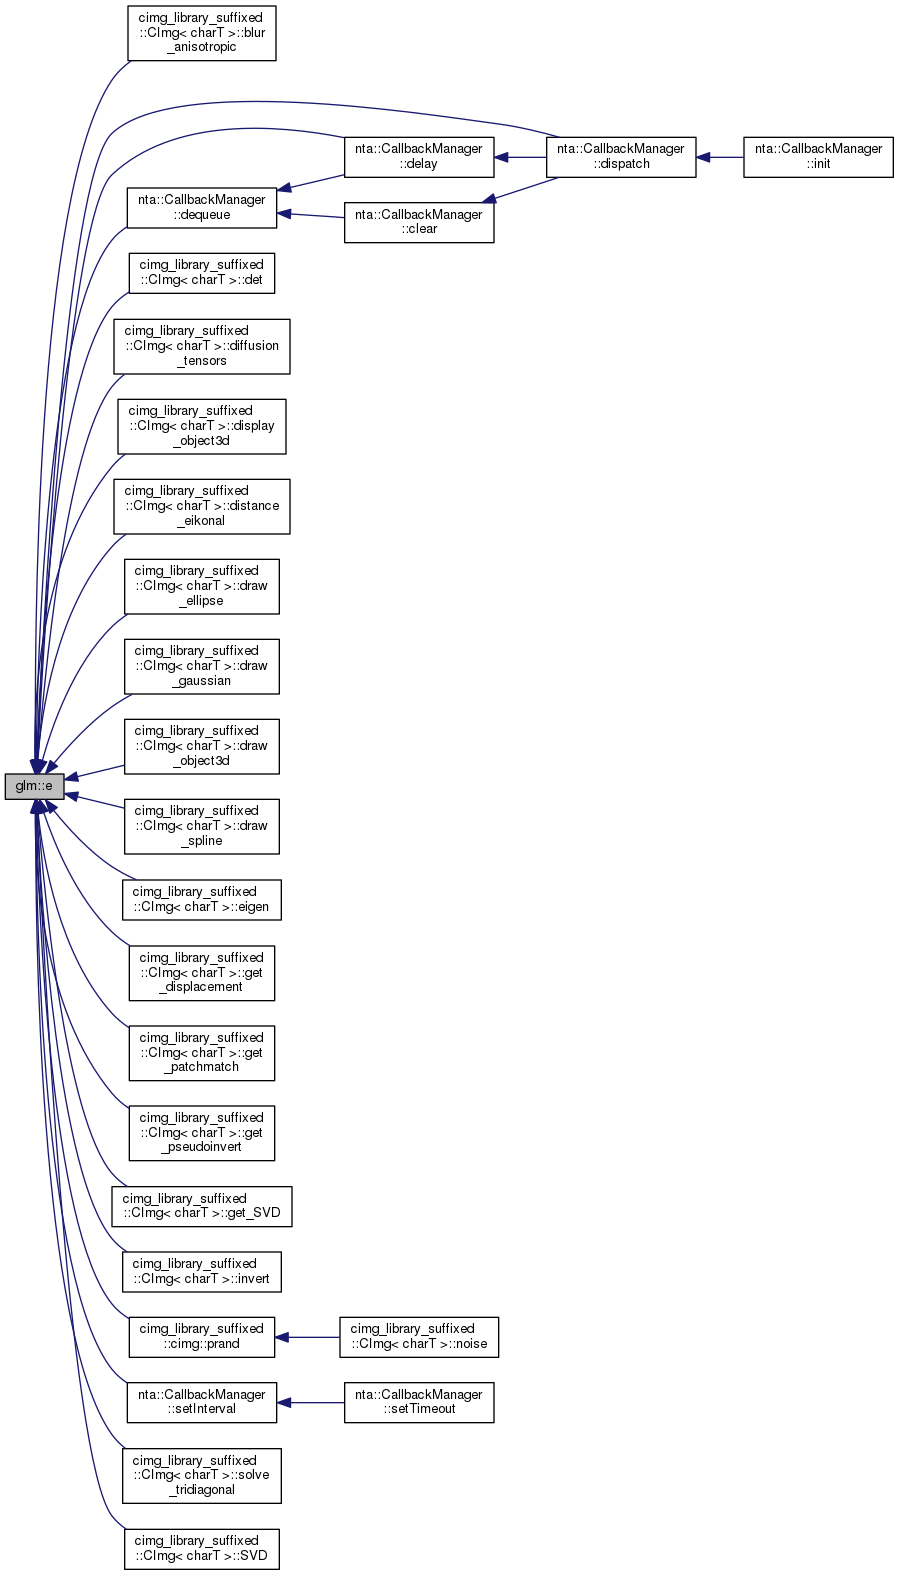 cimg_library_suffixed
::CImg< charT >::blur
_anisotropic
nta::CallbackManager
::delay
nta::CallbackManager
::dispatch
nta::CallbackManager
::init
nta::CallbackManager
::dequeue
nta::CallbackManager
::clear
cimg_library_suffixed
::CImg< charT >::det
cimg_library_suffixed
::CImg< charT >::diffusion
_tensors
cimg_library_suffixed
::CImg< charT >::display
_object3d
cimg_library_suffixed
::CImg< charT >::distance
_eikonal
cimg_library_suffixed
::CImg< charT >::draw
_ellipse
cimg_library_suffixed
::CImg< charT >::draw
_gaussian
cimg_library_suffixed
::CImg< charT >::draw
_object3d
glm::e
cimg_library_suffixed
::CImg< charT >::draw
_spline
cimg_library_suffixed
::CImg< charT >::eigen
cimg_library_suffixed
::CImg< charT >::get
_displacement
cimg_library_suffixed
::CImg< charT >::get
_patchmatch
cimg_library_suffixed
::CImg< charT >::get
_pseudoinvert
cimg_library_suffixed
::CImg< charT >::get_SVD
cimg_library_suffixed
::CImg< charT >::invert
cimg_library_suffixed
::cimg::prand
cimg_library_suffixed
::CImg< charT >::noise
nta::CallbackManager
::setInterval
nta::CallbackManager
::setTimeout
cimg_library_suffixed
::CImg< charT >::solve
_tridiagonal
cimg_library_suffixed
::CImg< charT >::SVD